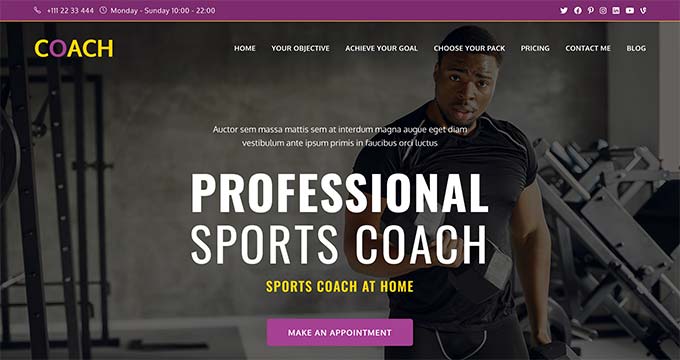 +111 22 33 444 Monday - Sunday 10:00 - 22:00
COACH
HOME YOUR OBJECTIVE ACHIEVE YOUR GOAL CHOOSE YOUR PACK PRICING CONTACT ME BLOG
Auctor sem massa mattis sem at interdum magna augue eget diam
vestibulum ante ipsum primis in faucibus orci luctus
PROFESSIONAL
SPORTS COACH
SPORTS COACH AT HOME
MAKE AN APPOINTMENT